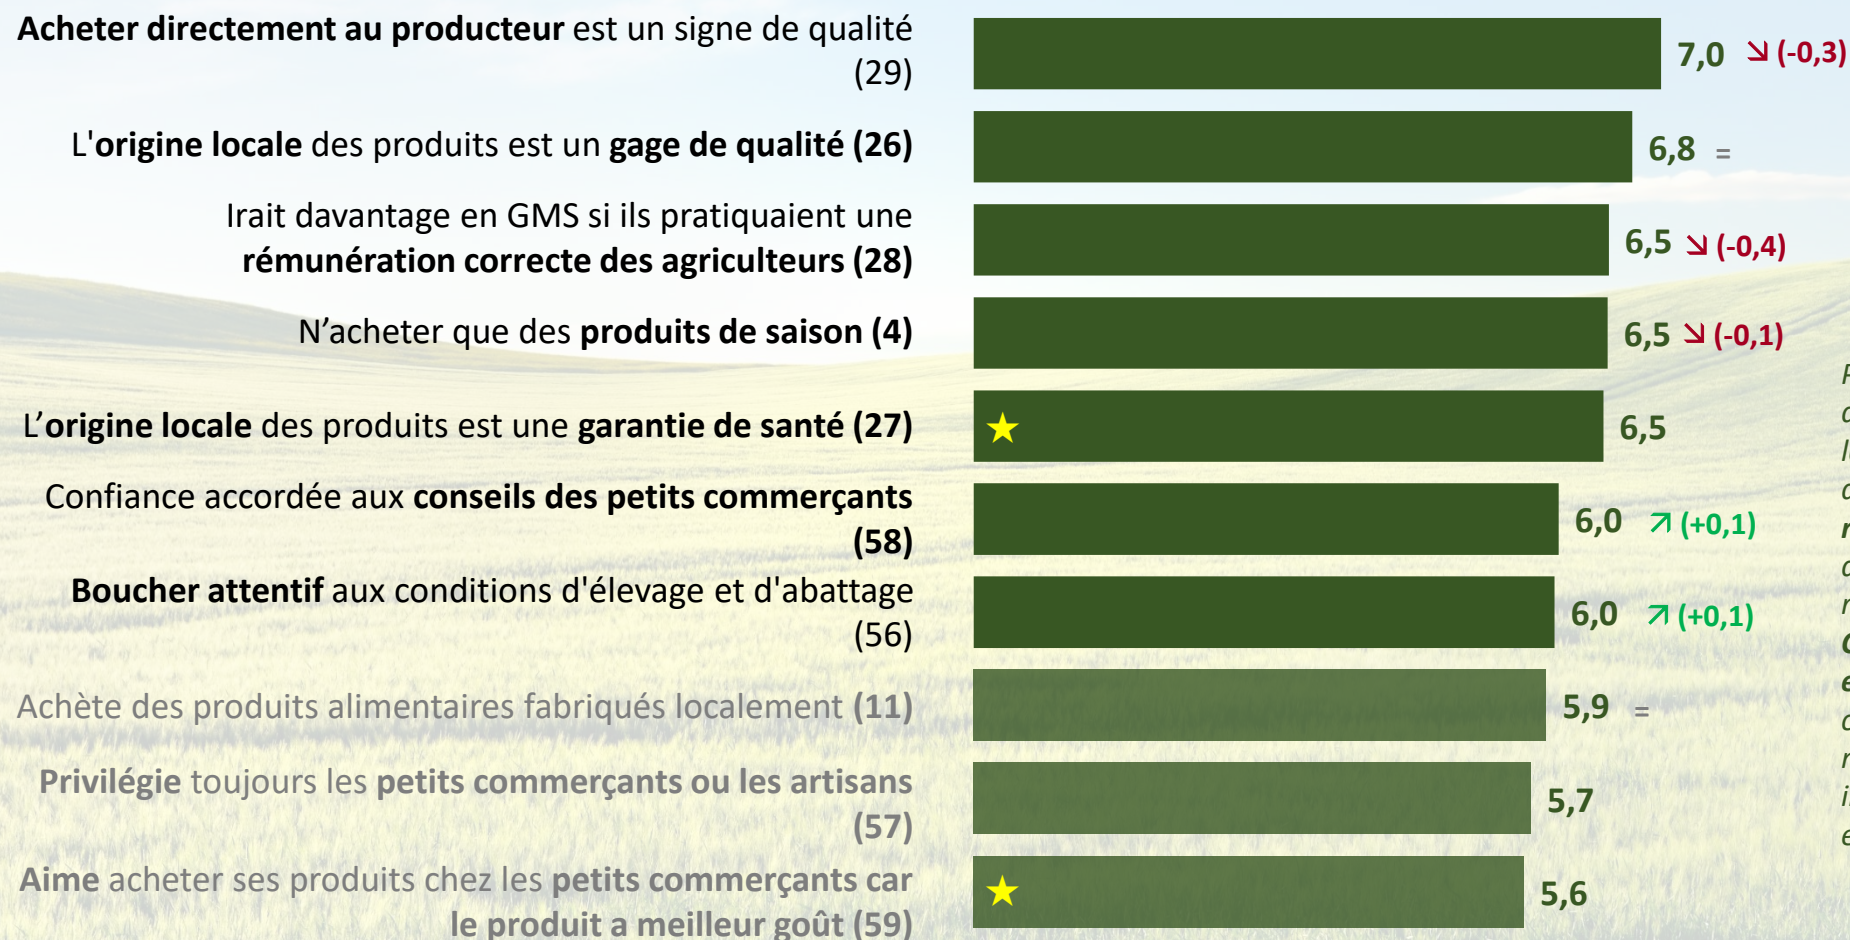 Acheter directement au producteur est un signe de qualité
(29)
7,0 ↘ (-0,3)
L'origine locale des produits est un gage de qualité (26)
6,8 =
Irait davantage en GMS si ils pratiquaient une
rémunération correcte des agriculteurs (28)
6,5 ↘ (-0,4)
N’acheter que des produits de saison (4)
6,5 ↘ (-0,1)
L’origine locale des produits est une garantie de santé (27)
6,5
Confiance accordée aux conseils des petits commerçants
(58)
6,0 ↗ (+0,1)
Boucher attentif aux conditions d'élevage et d'abattage
(56)
6,0 ↗ (+0,1)
Achète des produits alimentaires fabriqués localement (11)
5,9 =
Privilégie toujours les petits commerçants ou les artisans
(57)
5,7
Aime acheter ses produits chez les petits commerçants car
le produit a meilleur goût (59)
5,6